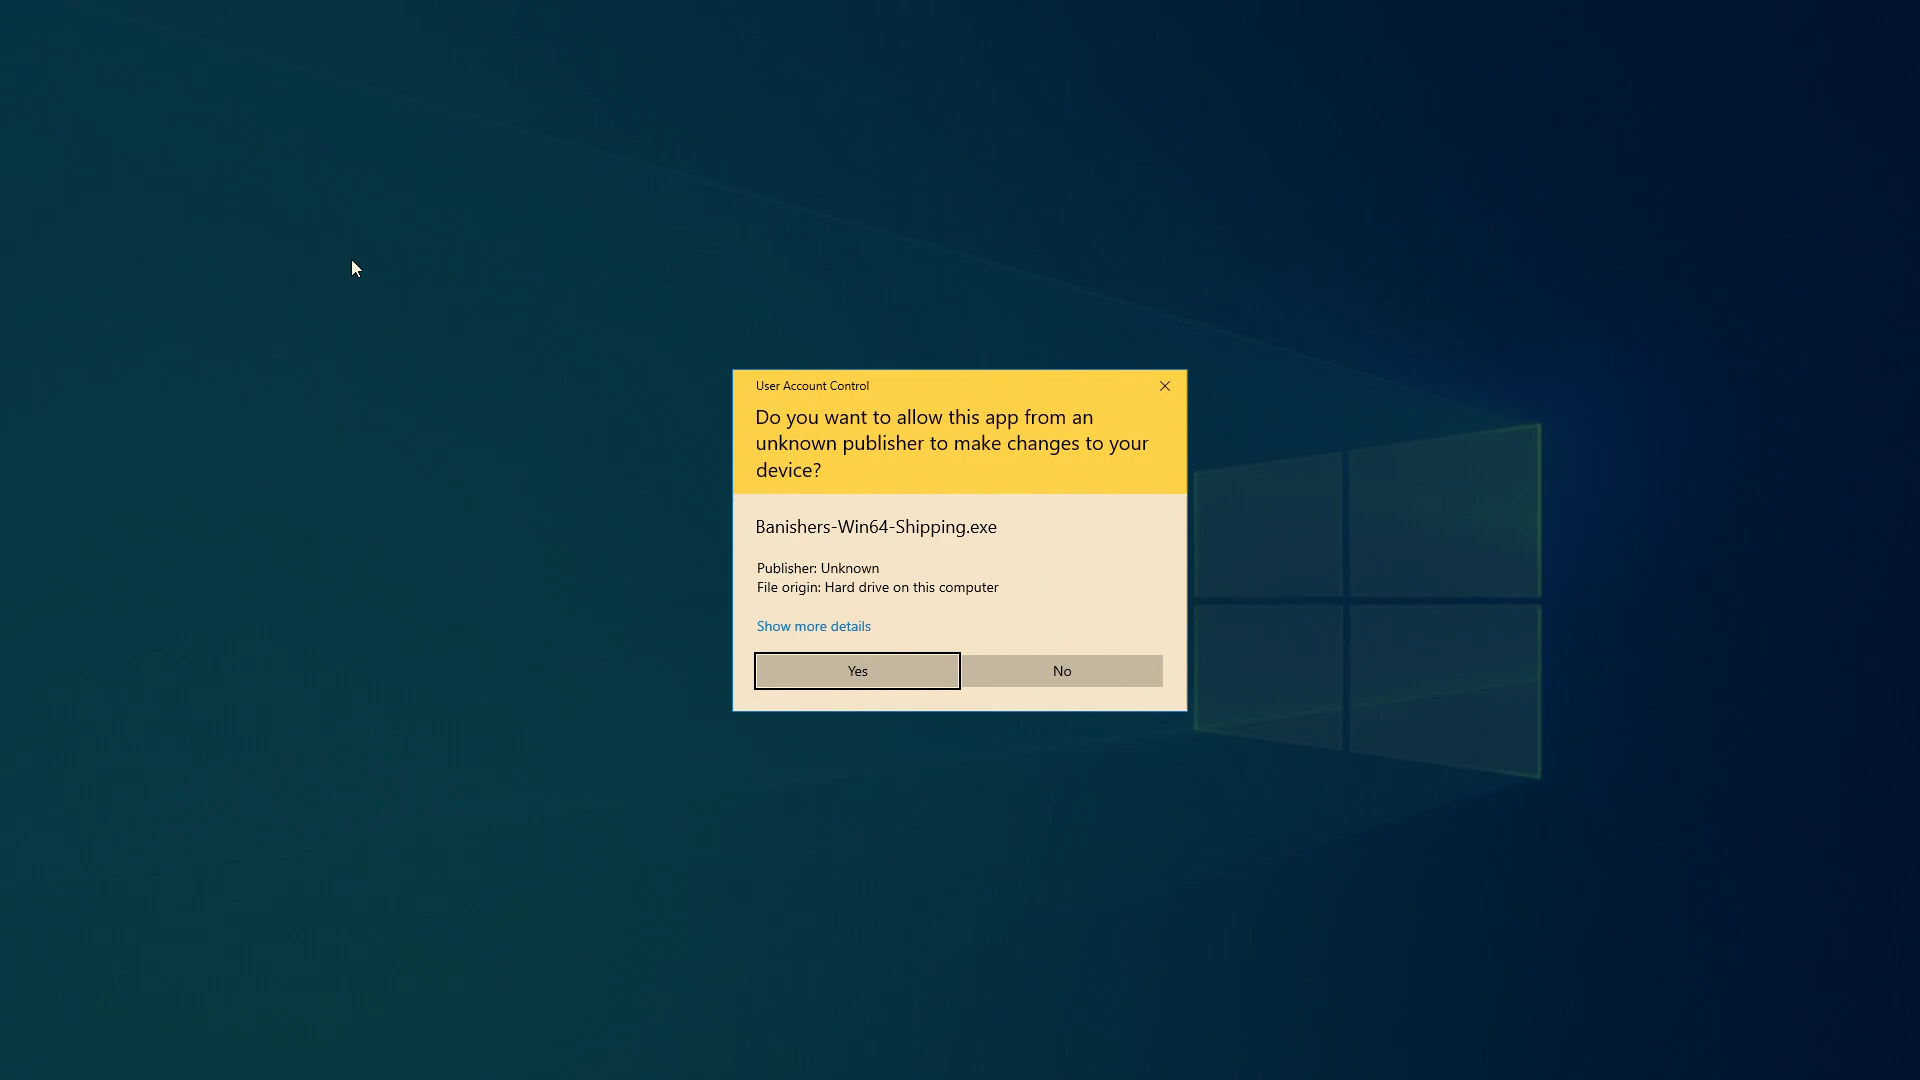 User Account Control
Do you want to allow this app from an
unknown publisher to make changes to your
device?
Banishers-Win64-Shipping.exe
Publisher: Unknown
File origin: Hard drive on this computer
Show more details
Yes
No